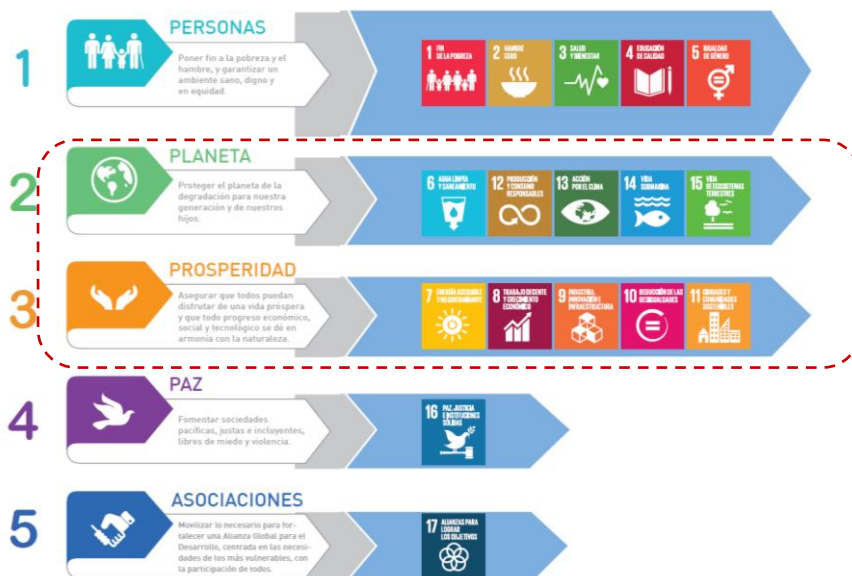 1
PERSONAS
Poner fin a la pobreza y el
hambre, y garantizar un
ambiente sano, digno y
en equidad.
1 FIN
DE LA POBREZA
2 HAMBRE
CERO
3 SALUD
Y BIENESTAR
4 EDUCACIÓN
DE CALIDAD
5 IGUALDAD
DE GÉNERO
2
PLANETA
Proteger el planeta de la
degradación para nuestra
generación y de nuestros
hijos.
6 AGUA LIMPIA
Y SANEAMIENTO
12 PRODUCCIÓN
Y CONSUMO
RESPONSABLES
13 ACCIÓN
POR EL CLIMA
14 VIDA
SUBMARINA
15 VIDA
DE ECOSISTEMAS
TERRESTRES
3
PROSPERIDAD
Asegurar que todos puedan
disfrutar de una vida próspera
y que todo progreso económico,
social y tecnológico se dé en
armonía con la naturaleza.
7 ENERGÍA ASEQUIBLE
Y NO CONTAMINANTE
8 TRABAJO DECENTE
Y CRECIMIENTO
ECONÓMICO
9 INDUSTRIA,
INNOVACIÓN E
INFRAESTRUCTURA
10 REDUCCIÓN DE LAS
DESIGUALDADES
11 CIUDADES Y
COMUNIDADES
SOSTENIBLES
4
PAZ
Fomentar sociedades
pacíficas, justas e incluyentes,
libres de miedo y violencia.
16 PAZ, JUSTICIA
E INSTITUCIONES
SÓLIDAS
5
ASOCIACIONES
Movilizar lo necesario para for-
talecer una Alianza Global para el
Desarrollo, centrada en las necesi-
dades de los más vulnerables, con
la participación de todos.
17 ALIANZAS PARA
LOGRAR
LOS OBJETIVOS